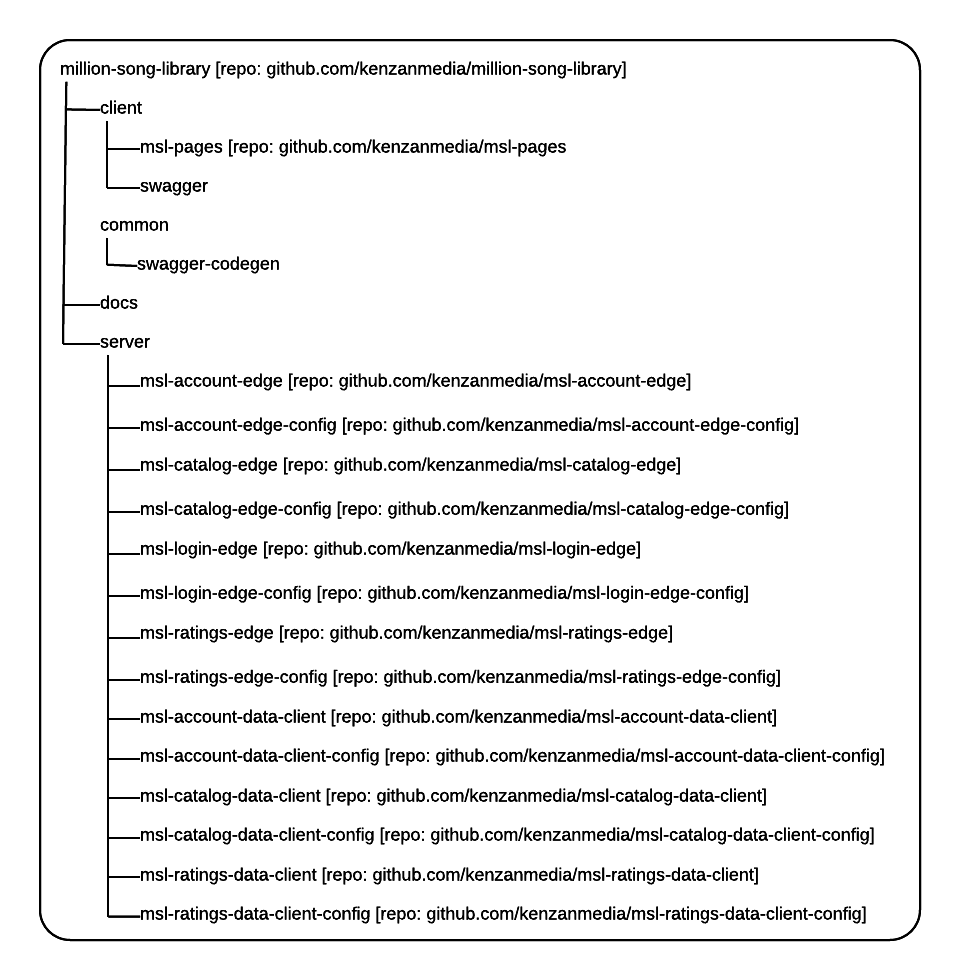 million-song-library [repo: github.com/kenzanmedia/million-song-library]
client
msl-pages [repo: github.com/kenzanmedia/msl-pages
swagger
common
swagger-codegen
docs
server
msl-account-edge [repo: github.com/kenzanmedia/msl-account-edge]
msl-account-edge-config [repo: github.com/kenzanmedia/msl-account-edge-config]
msl-catalog-edge [repo: github.com/kenzanmedia/msl-catalog-edge]
msl-catalog-edge-config [repo: github.com/kenzanmedia/msl-catalog-edge-config]
msl-login-edge [repo: github.com/kenzanmedia/msl-login-edge]
msl-login-edge-config [repo: github.com/kenzanmedia/msl-login-edge-config]
msl-ratings-edge [repo: github.com/kenzanmedia/msl-ratings-edge]
msl-ratings-edge-config [repo: github.com/kenzanmedia/msl-ratings-edge-config]
msl-account-data-client [repo: github.com/kenzanmedia/msl-account-data-client]
msl-account-data-client-config [repo: github.com/kenzanmedia/msl-account-data-client-config]
msl-catalog-data-client [repo: github.com/kenzanmedia/msl-catalog-data-client]
msl-catalog-data-client-config [repo: github.com/kenzanmedia/msl-catalog-data-client-config]
msl-ratings-data-client [repo: github.com/kenzanmedia/msl-ratings-data-client]
msl-ratings-data-client-config [repo: github.com/kenzanmedia/msl-ratings-data-client-config]